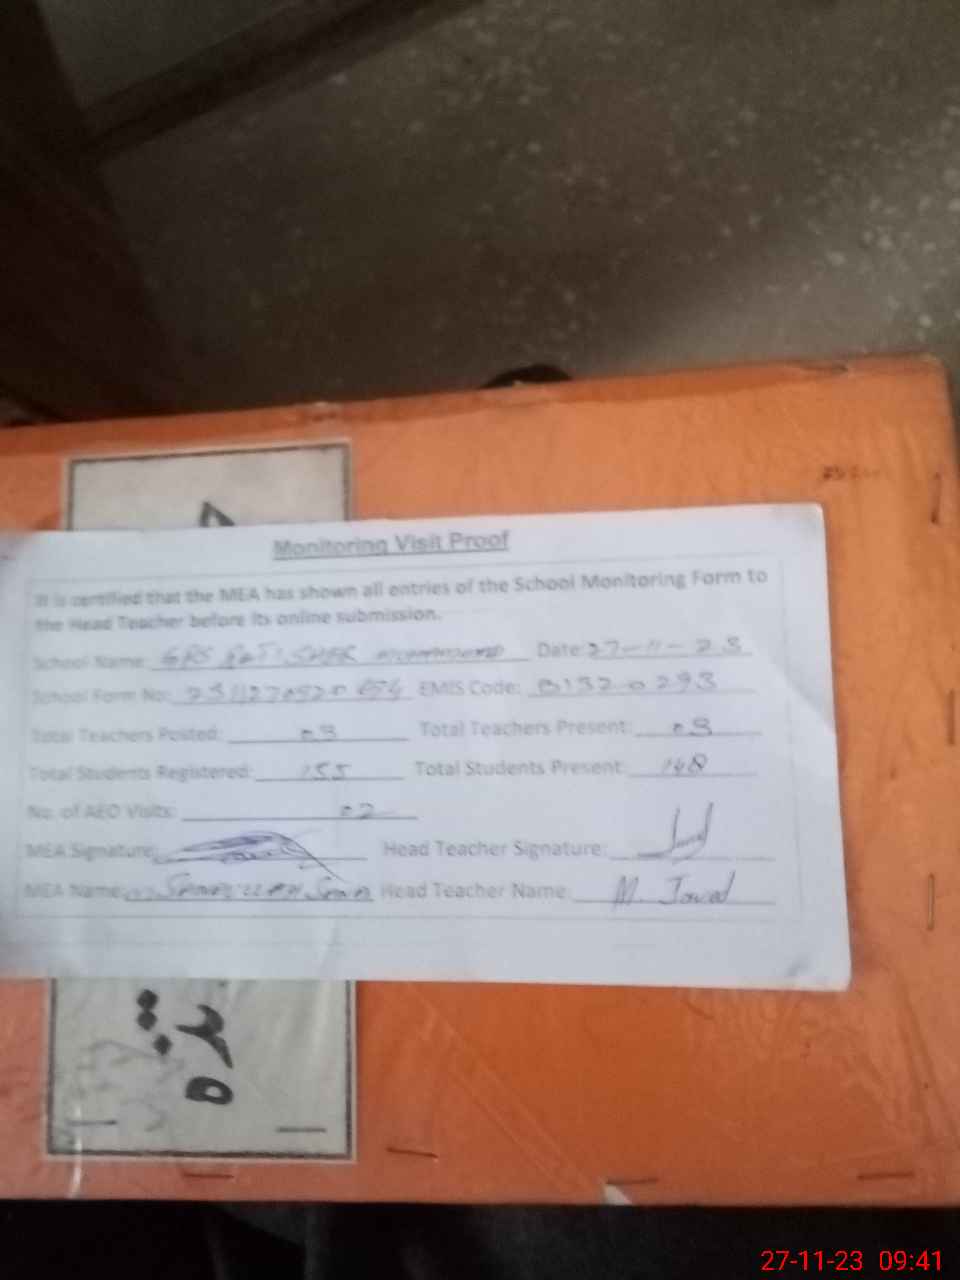 Monitoring Visit Proof
It is certified that the MEA has shown all entries of the School Monitoring Form to
the Head Teacher before its online submission.
School Name: GPS SHER MUHAMMAD Date: 27-11-23
School Form No: EMIS Code:
Total Teachers Posted: 03 Total Teachers Present: 03
Total Students Registered: 155 Total Students Present: 148
No. of AEO Visits: 02
MEA Signature: Head Teacher Signature:
MEA Name: Head Teacher Name: M. Javed
27-11-23 09:41